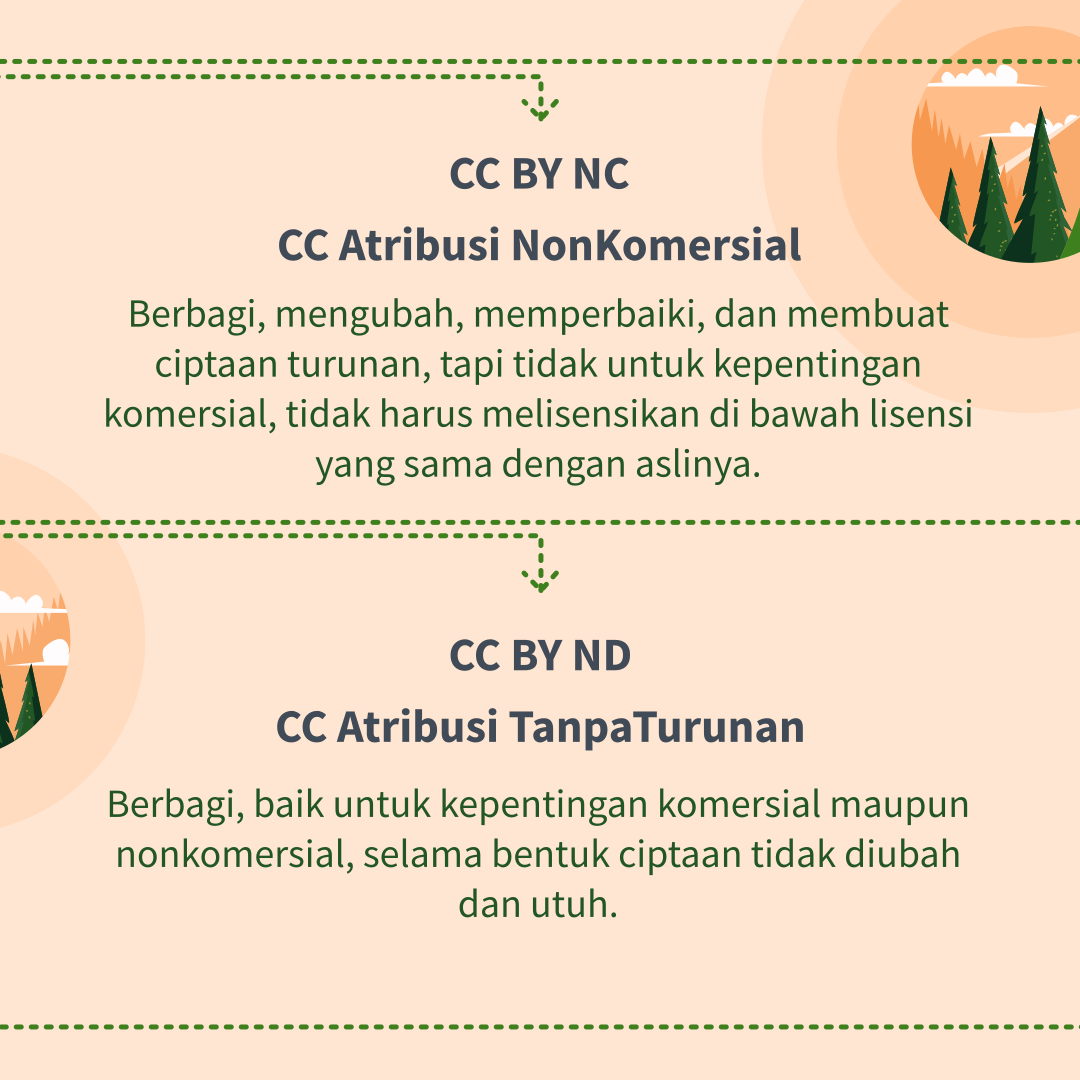 CC BY NC
CC Atribusi NonKomersial
Berbagi, mengubah, memperbaiki, dan membuat
ciptaan turunan, tapi tidak untuk kepentingan
komersial, tidak harus melisensikan di bawah lisensi
yang sama dengan aslinya.
CC BY ND
CC Atribusi TanpaTurunan
Berbagi, baik untuk kepentingan komersial maupun
nonkomersial, selama bentuk ciptaan tidak diubah
dan utuh.